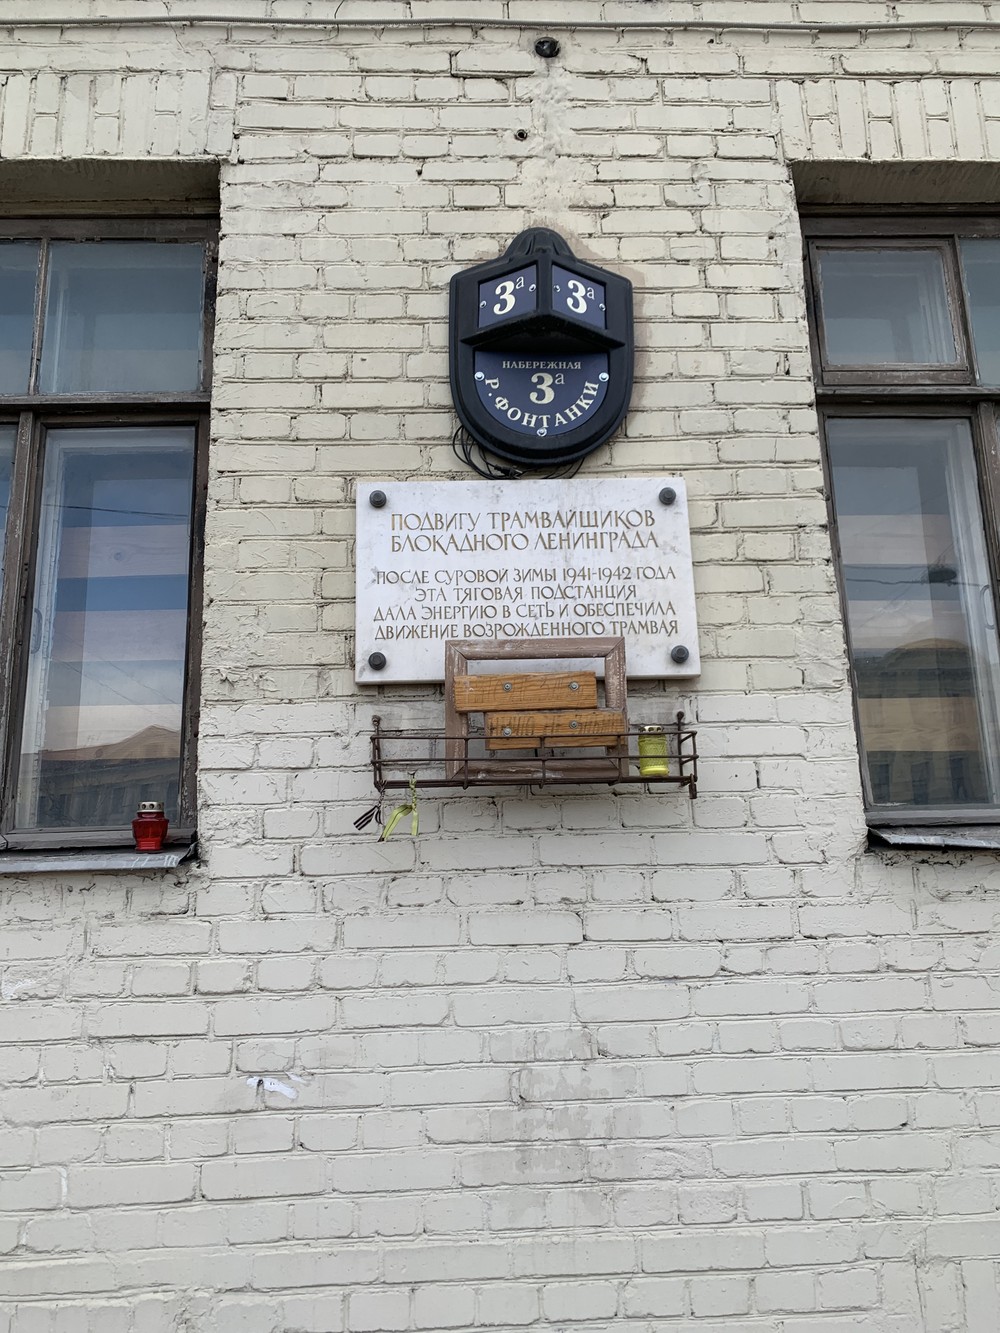 3а
3а
НАБЕРЕЖНАЯ
3а
Р. ФОНТАНКИ
ПОДВИГУ ТРАМВАЙЩИКОВ
БЛОКАДНОГО ЛЕНИНГРАДА
ПОСЛЕ СУРОВОЙ ЗИМЫ 1941-1942 ГОДА
ЭТА ТЯГОВАЯ ПОДСТАНЦИЯ
ДАЛА ЭНЕРГИЮ В СЕТЬ И ОБЕСПЕЧИЛА
ДВИЖЕНИЕ ВОЗРОЖДЕННОГО ТРАМВАЯ